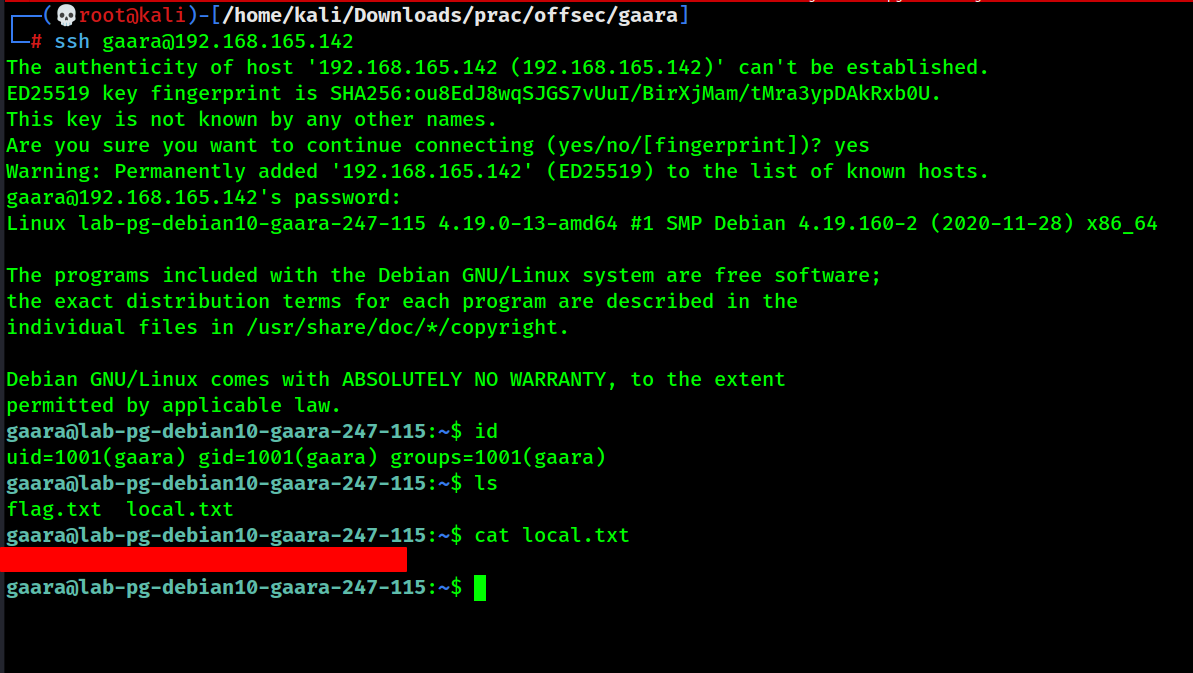 ┌──(💀root@kali)-[/home/kali/Downloads/prac/offsec/gaara]
└─# ssh gaara@192.168.165.142
The authenticity of host '192.168.165.142 (192.168.165.142)' can't be established.
ED25519 key fingerprint is SHA256:ou8EdJ8wqSJGS7vUuI/BirXjMam/tMra3ypDAkRxb0U.
This key is not known by any other names.
Are you sure you want to continue connecting (yes/no/[fingerprint])? yes
Warning: Permanently added '192.168.165.142' (ED25519) to the list of known hosts.
gaara@192.168.165.142's password:
Linux lab-pg-debian10-gaara-247-115 4.19.0-13-amd64 #1 SMP Debian 4.19.160-2 (2020-11-28) x86_64
The programs included with the Debian GNU/Linux system are free software;
the exact distribution terms for each program are described in the
individual files in /usr/share/doc/*/copyright.
Debian GNU/Linux comes with ABSOLUTELY NO WARRANTY, to the extent
permitted by applicable law.
gaara@lab-pg-debian10-gaara-247-115:~$ id
uid=1001(gaara) gid=1001(gaara) groups=1001(gaara)
gaara@lab-pg-debian10-gaara-247-115:~$ ls
flag.txt  local.txt
gaara@lab-pg-debian10-gaara-247-115:~$ cat local.txt
gaara@lab-pg-debian10-gaara-247-115:~$